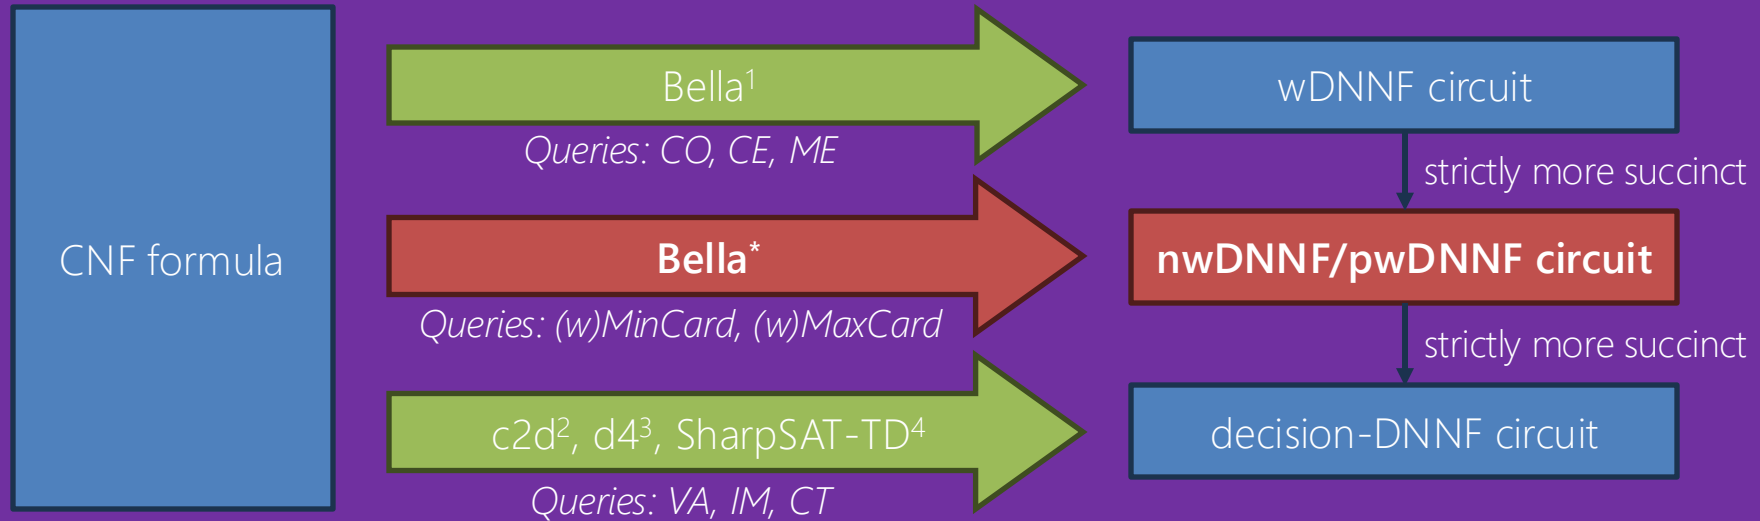 CNF formula
Bella¹
Queries: CO, CE, ME
wDNNF circuit
strictly more succinct
Bella*
Queries: (w)MinCard, (w)MaxCard
nwDNNF/pwDNNF circuit
strictly more succinct
c2d², d4³, SharpSAT-TD⁴
Queries: VA, IM, CT
decision-DNNF circuit